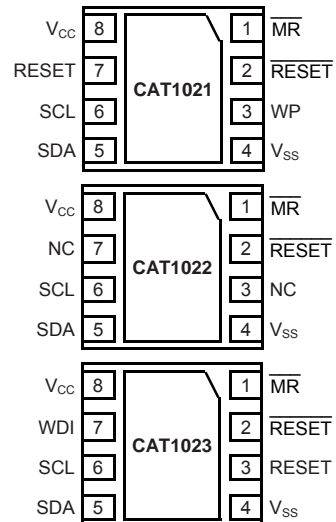 VCC 8 1 MR
RESET 7 2 RESET
CAT1021
SCL 6 3 WP
SDA 5 4 VSS
VCC 8 1 MR
NC 7 2 RESET
CAT1022
SCL 6 3 NC
SDA 5 4 VSS
VCC 8 1 MR
WDI 7 2 RESET
CAT1023
SCL 6 3 RESET
SDA 5 4 VSS